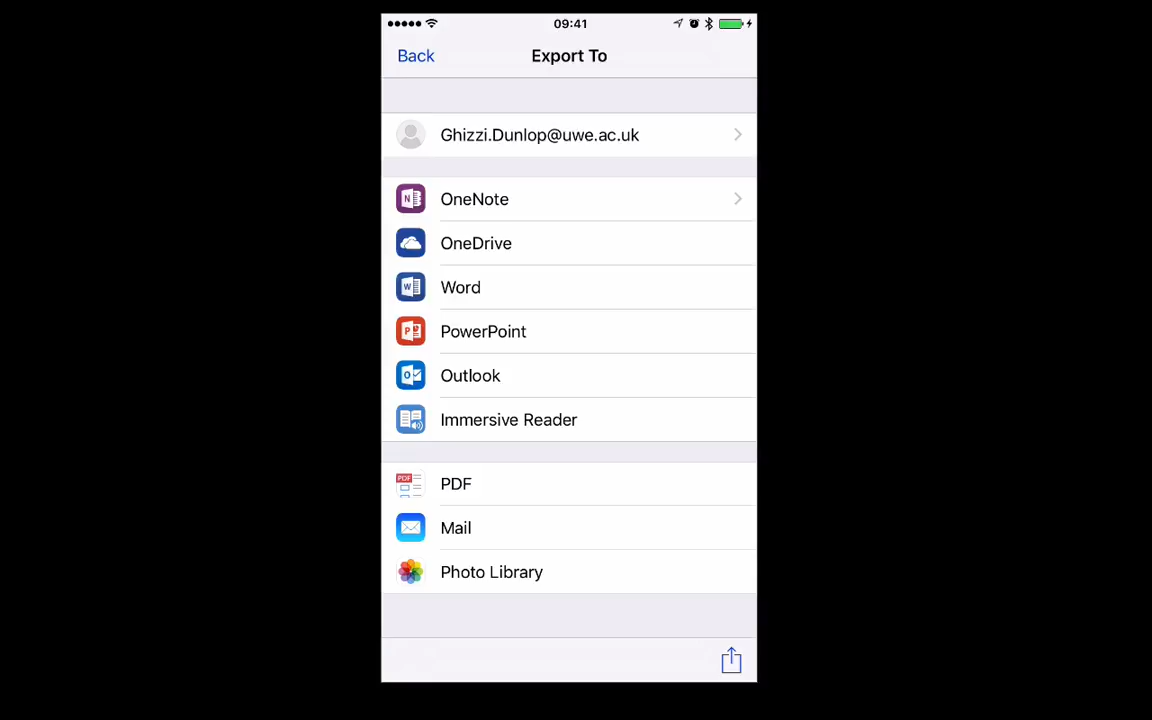 09:41
Back
Export To
Ghizzi.Dunlop@uwe.ac.uk
N
OneNote
OneDrive
W
Word
P
PowerPoint
O
Outlook
Immersive Reader
PDF
PDF
Mail
Photo Library